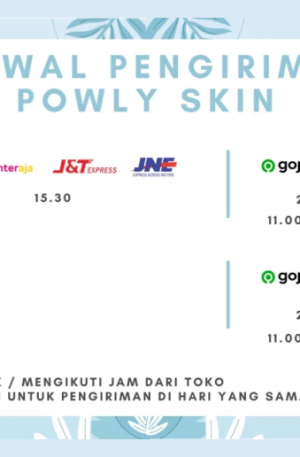 WAL PENGIRIM
POWLY SKIN
nteraja J&T EXPRESS JNE
EXPRESS ACROSS NATIONS
goj
15.30
2
11.00
goj
2
11.00
/ MENGIKUTI JAM DARI TOKO
UNTUK PENGIRIMAN DI HARI YANG SAMA